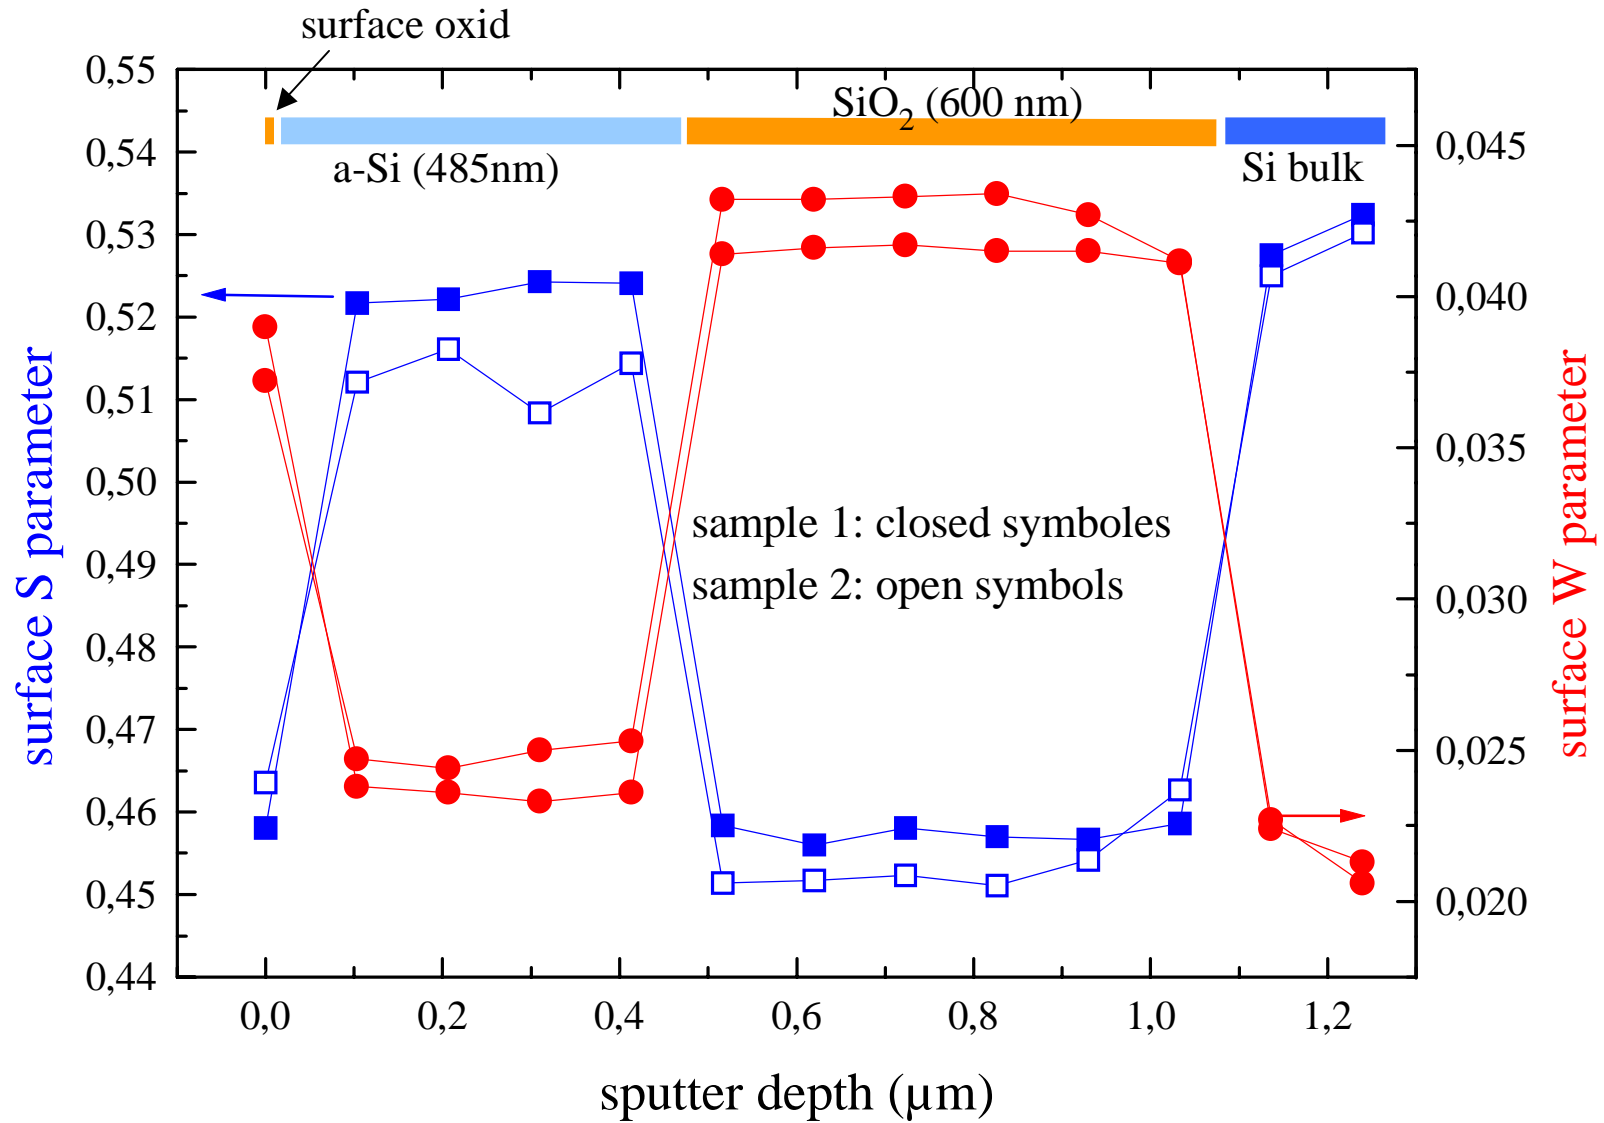 surface oxid
SiO2 (600 nm)
a-Si (485nm)
Si bulk
0,55
0,54
0,53
0,52
0,51
0,50
0,49
0,48
0,47
0,46
0,45
0,44
surface S parameter
sample 1: closed symboles
sample 2: open symbols
0,045
0,040
0,035
0,030
0,025
0,020
surface W parameter
0,0 0,2 0,4 0,6 0,8 1,0 1,2
sputter depth (µm)